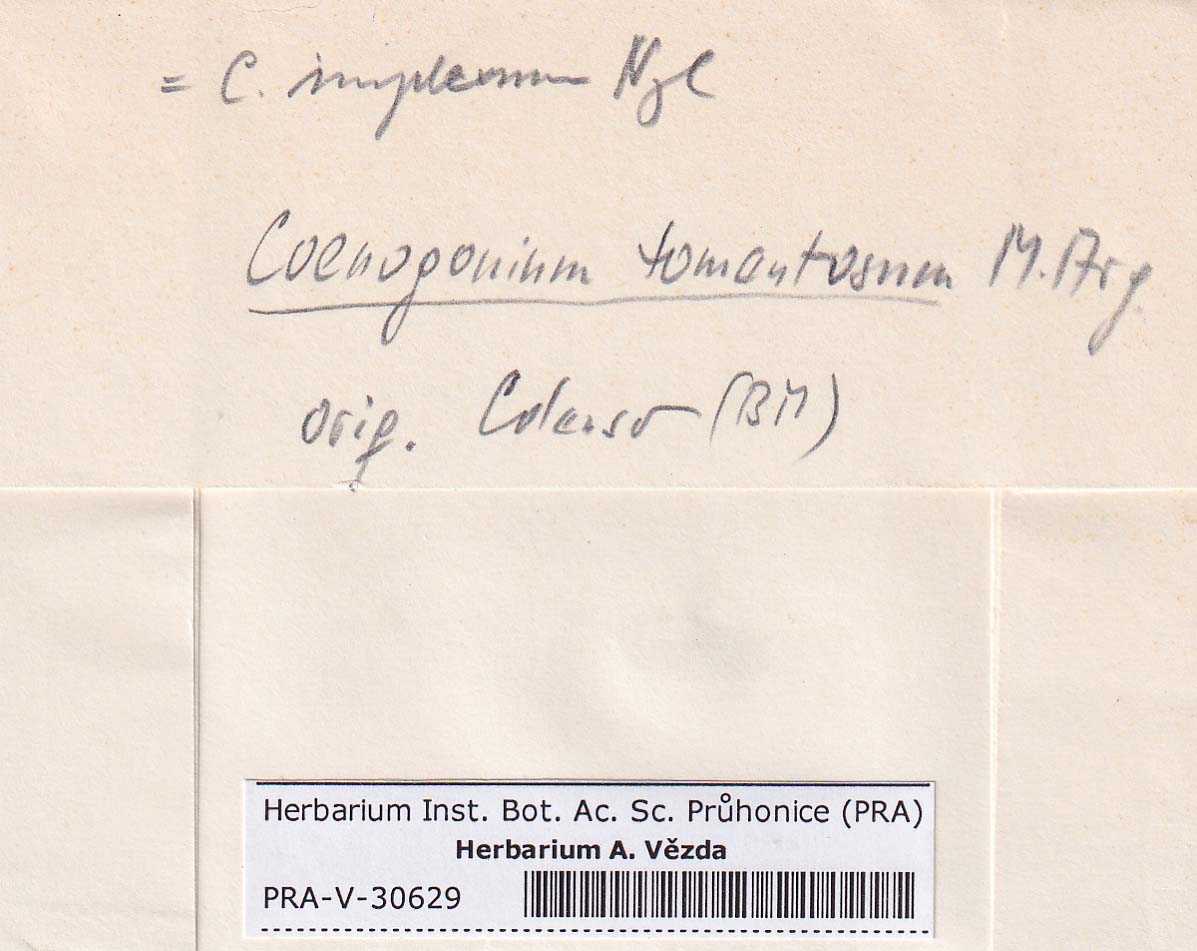 = C. implexum Nyl
Coenogonium tomentosum M. Arg
orig. Colenso (BM)
Herbarium Inst. Bot. Ac. Sc. Průhonice (PRA)
Herbarium A. Vězda
PRA-V-30629